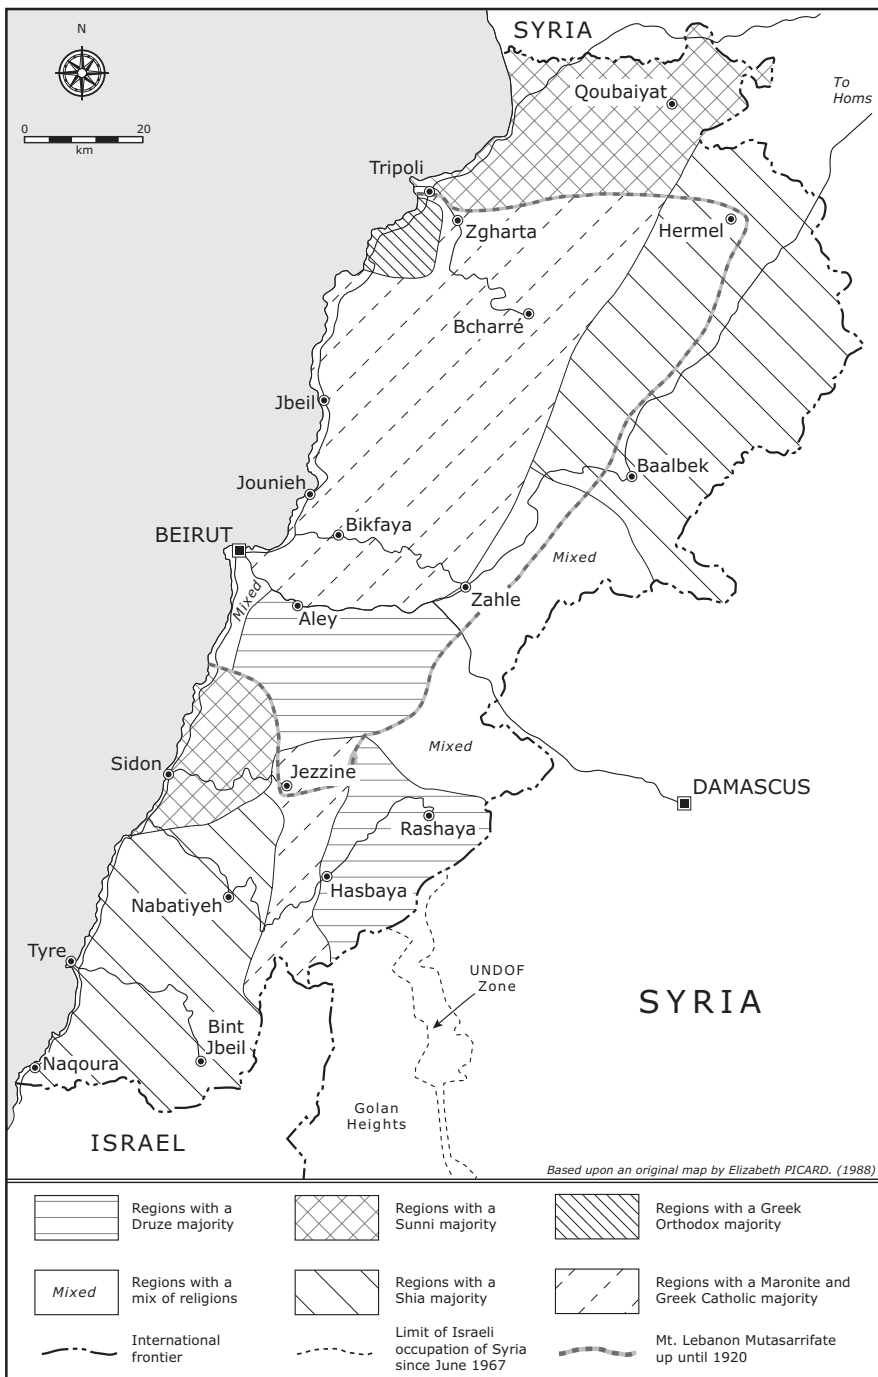 SYRIA
N
0
20
km
Qoubaiyat
To
Homs
Tripoli
Zgharta
Hermel
Bcharré
Jbeil
Baalbek
Jounieh
Bikfaya
BEIRUT
Mixed
Zahle
Mixed
Aley
Mixed
Sidon
Jezzine
DAMASCUS
Rashaya
Hasbaya
Nabatiyeh
Tyre
UNDOF
Zone
SYRIA
Bint
Jbeil
Naqoura
Golan
Heights
ISRAEL
Based upon an original map by Elizabeth PICARD. (1988)
Regions with a
Druze majority
Regions with a
Sunni majority
Regions with a Greek
Orthodox majority
Mixed
Regions with a
mix of religions
Regions with a
Shia majority
Regions with a Maronite and
Greek Catholic majority
International
frontier
Limit of Israeli
occupation of Syria
since June 1967
Mt. Lebanon Mutasarrifate
up until 1920